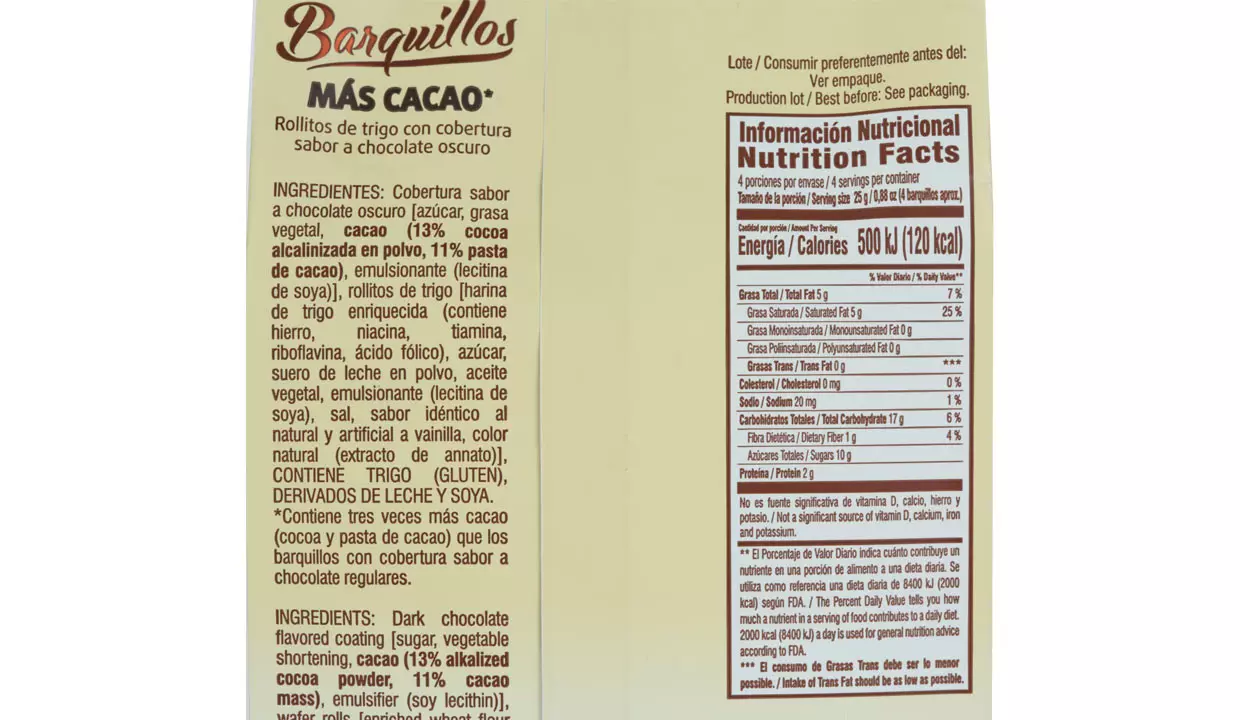 Barquillos
MÁS CACAO*
Rollitos de trigo con cobertura
sabor a chocolate oscuro
INGREDIENTES: Cobertura sabor
a chocolate oscuro [azúcar, grasa
vegetal, cacao (13% cocoa
alcalinizada en polvo, 11% pasta
de cacao), emulsionante (lecitina
de soya)], rollitos de trigo [harina
de trigo enriquecida (contiene
hierro, niacina, tiamina,
riboflavina, ácido fólico), azúcar,
suero de leche en polvo, aceite
vegetal, emulsionante (lecitina de
soya), sal, sabor idéntico al
natural y artificial a vainilla, color
natural (extracto de annato)],
CONTIENE TRIGO (GLUTEN),
DERIVADOS DE LECHE Y SOYA.
*Contiene tres veces más cacao
(cocoa y pasta de cacao) que los
barquillos con cobertura sabor a
chocolate regulares.
INGREDIENTS: Dark chocolate
flavored coating [sugar, vegetable
shortening, cacao (13% alkalized
cocoa powder, 11% cacao
mass), emulsifier (soy lecithin)],
wafer rolls [enriched wheat flour
Lote / Consumir preferentemente antes del:
Ver empaque.
Production lot / Best before: See packaging.
Información Nutricional
Nutrition Facts
4 porciones por envase / 4 servings per container
Tamaño de la porción / Serving size 25 g / 0,88 oz (4 barquillos aprox.)
Cantidad por porción / Amount Per Serving
Energía / Calories 500 kJ (120 kcal)
% Valor Diario / % Daily Value**
Grasa Total / Total Fat 5 g 7 %
Grasa Saturada / Saturated Fat 5 g 25 %
Grasa Monoinsaturada / Monounsaturated Fat 0 g
Grasa Poliinsaturada / Polyunsaturated Fat 0 g
Grasas Trans / Trans Fat 0 g ***
Colesterol / Cholesterol 0 mg 0 %
Sodio / Sodium 20 mg 1 %
Carbohidratos Totales / Total Carbohydrate 17 g 6 %
Fibra Dietética / Dietary Fiber 1 g 4 %
Azúcares Totales / Sugars 10 g
Proteína / Protein 2 g
No es fuente significativa de vitamina D, calcio, hierro y
potasio. / Not a significant source of vitamin D, calcium, iron
and potassium.
** El Porcentaje de Valor Diario indica cuánto contribuye un
nutriente en una porción de alimento a una dieta diaria. Se
utiliza como referencia una dieta diaria de 8400 kJ (2000
kcal) según FDA. / The Percent Daily Value tells you how
much a nutrient in a serving of food contributes to a daily diet.
2000 kcal (8400 kJ) a day is used for general nutrition advice
according to FDA.
*** El consumo de Grasas Trans debe ser lo menor
posible. / Intake of Trans Fat should be as low as possible.